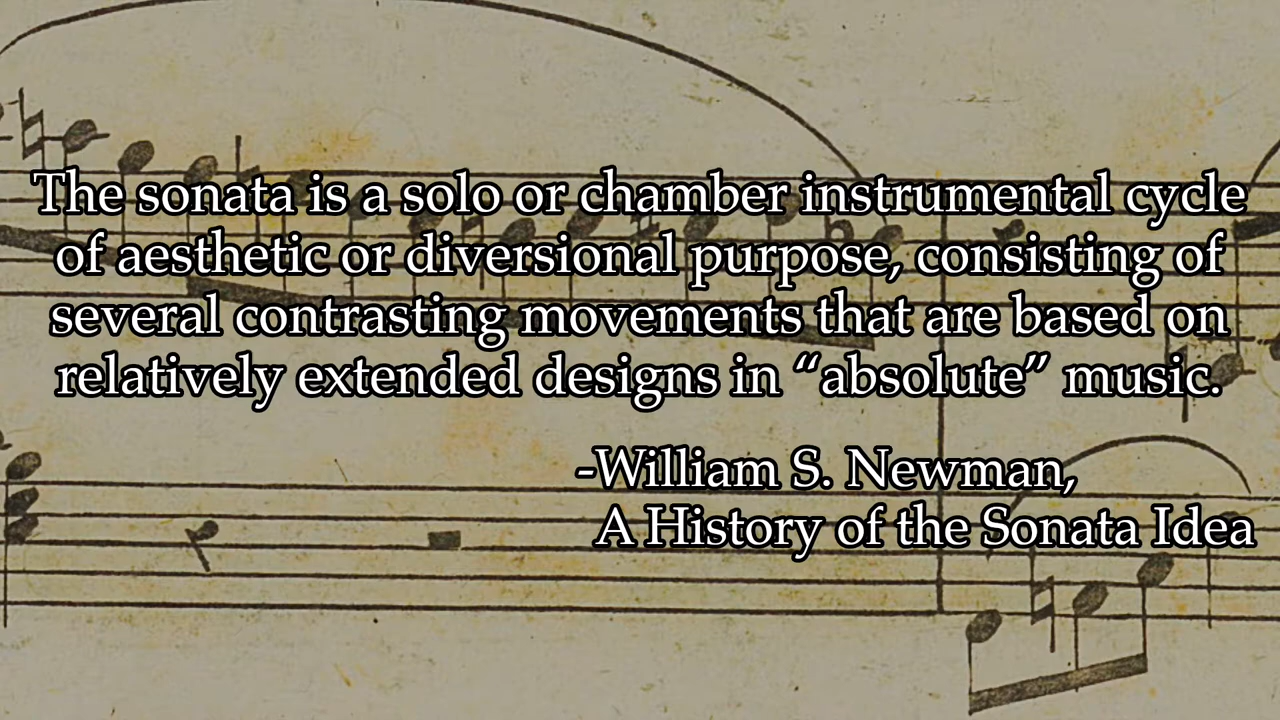 The sonata is a solo or chamber instrumental cycle
of aesthetic or diversional purpose, consisting of
several contrasting movements that are based on
relatively extended designs in “absolute” music.
-William S. Newman,
A History of the Sonata Idea